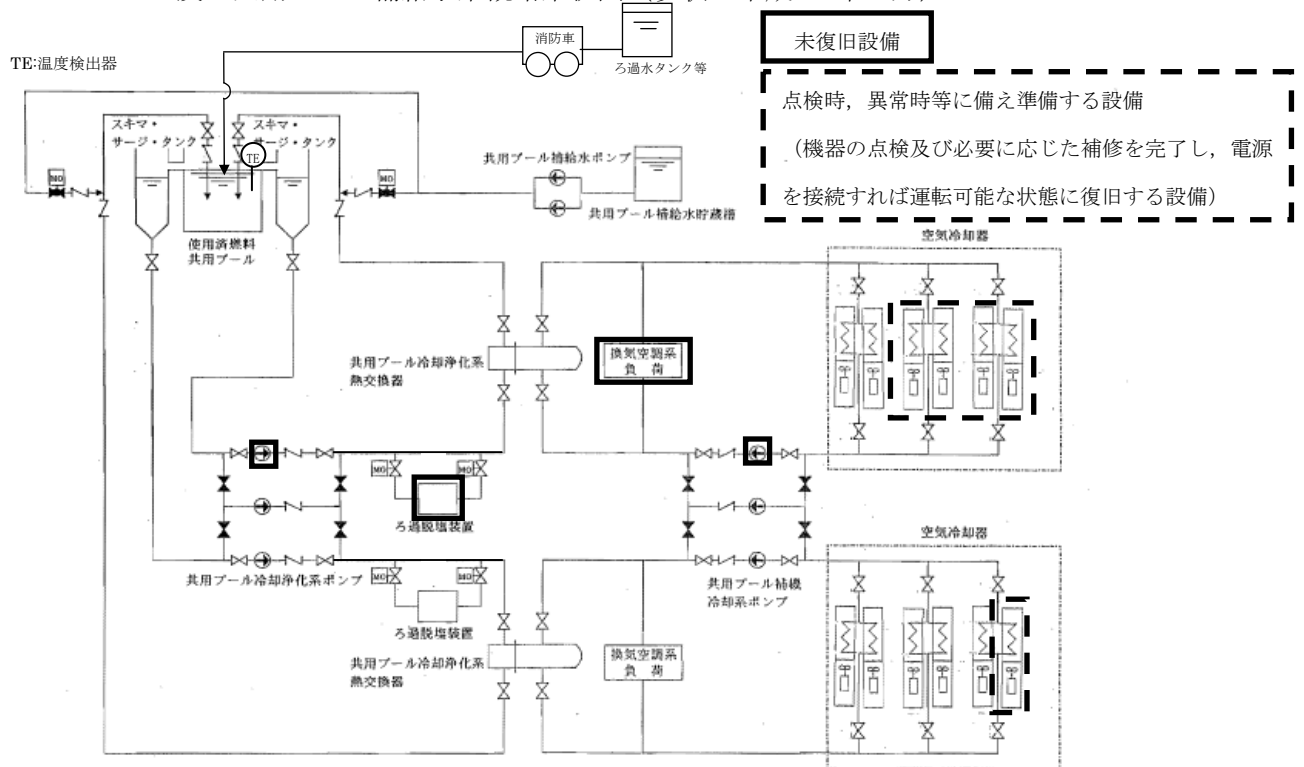 消防車
ろ過水タンク等
未復旧設備
TE:温度検出器
点検時，異常時等に備え準備する設備
（機器の点検及び必要に応じた補修を完了し，電源
を接続すれば運転可能な状態に復旧する設備）
スキマ・
サージ・タンク
スキマ・
サージ・タンク
TE
MO
MO
共用プール補給水ポンプ
共用プール補給水貯蔵槽
使用済燃料
共用プール
空気冷却器
共用プール冷却浄化系
熱交換器
換気空調系
負荷
MO
MO
ろ過脱塩装置
空気冷却器
共用プール冷却浄化系ポンプ
MO
MO
共用プール補機
冷却系ポンプ
ろ過脱塩装置
共用プール冷却浄化系
熱交換器
換気空調系
負荷